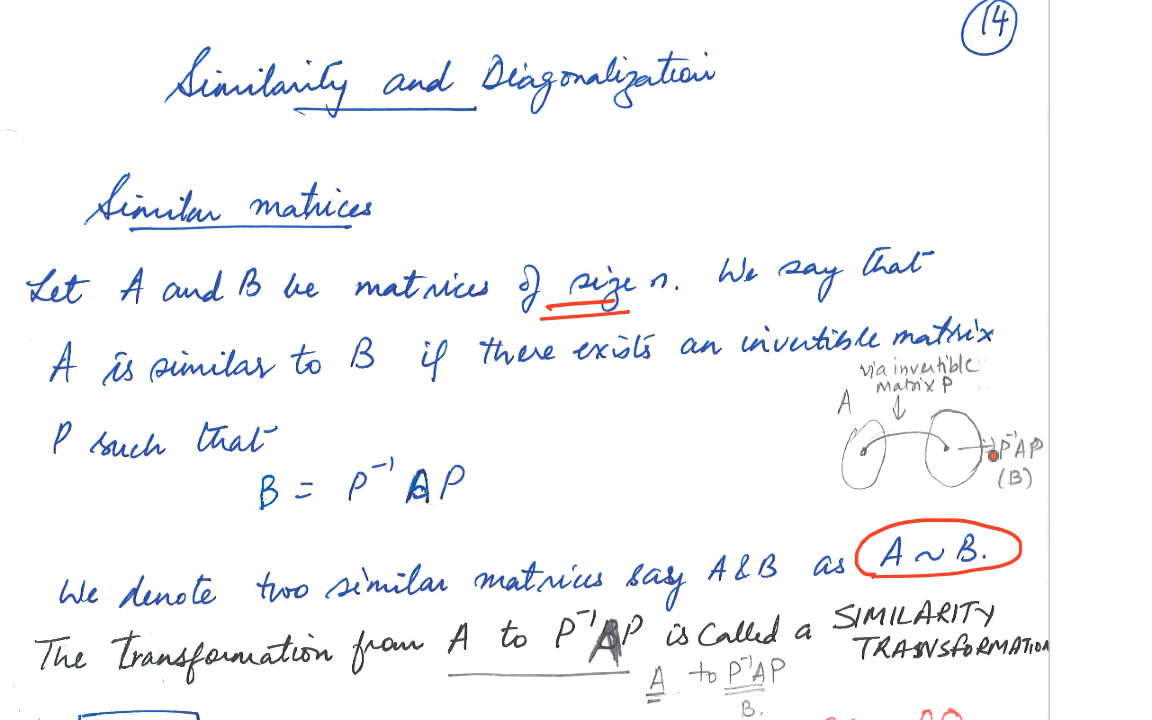 14
Similarity and Diagonalization
Similar matrices
Let A and B be matrices of size n. We say that
A is similar to B if there exists an invertible matrix
via invertible
matrix P
A
P such that
P⁻¹AP
(B)
B = P⁻¹AP
We denote two similar matrices say A & B as A ~ B.
The transformation from A to P⁻¹AP is called a SIMILARITY
TRANSFORMATION
A to P⁻¹AP
B.